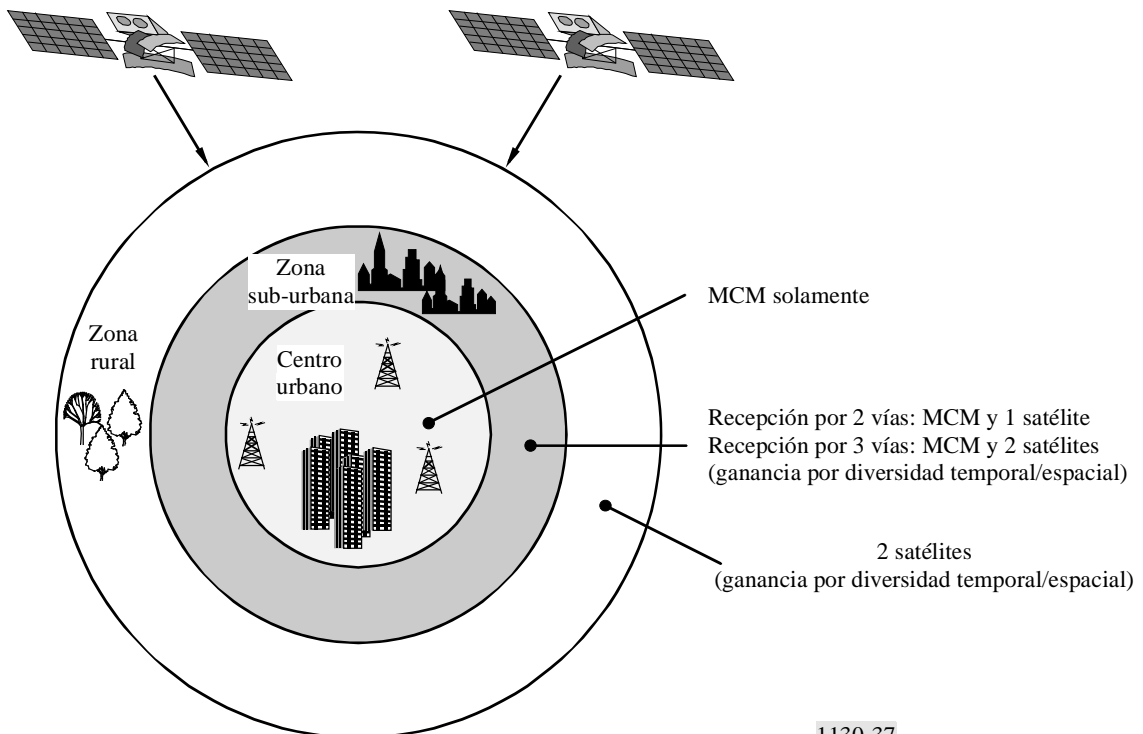 Zona
sub-urbana
Zona
rural
Centro
urbano
MCM solamente
Recepción por 2 vías: MCM y 1 satélite
Recepción por 3 vías: MCM y 2 satélites
(ganancia por diversidad temporal/espacial)
2 satélites
(ganancia por diversidad temporal/espacial)
1130-37